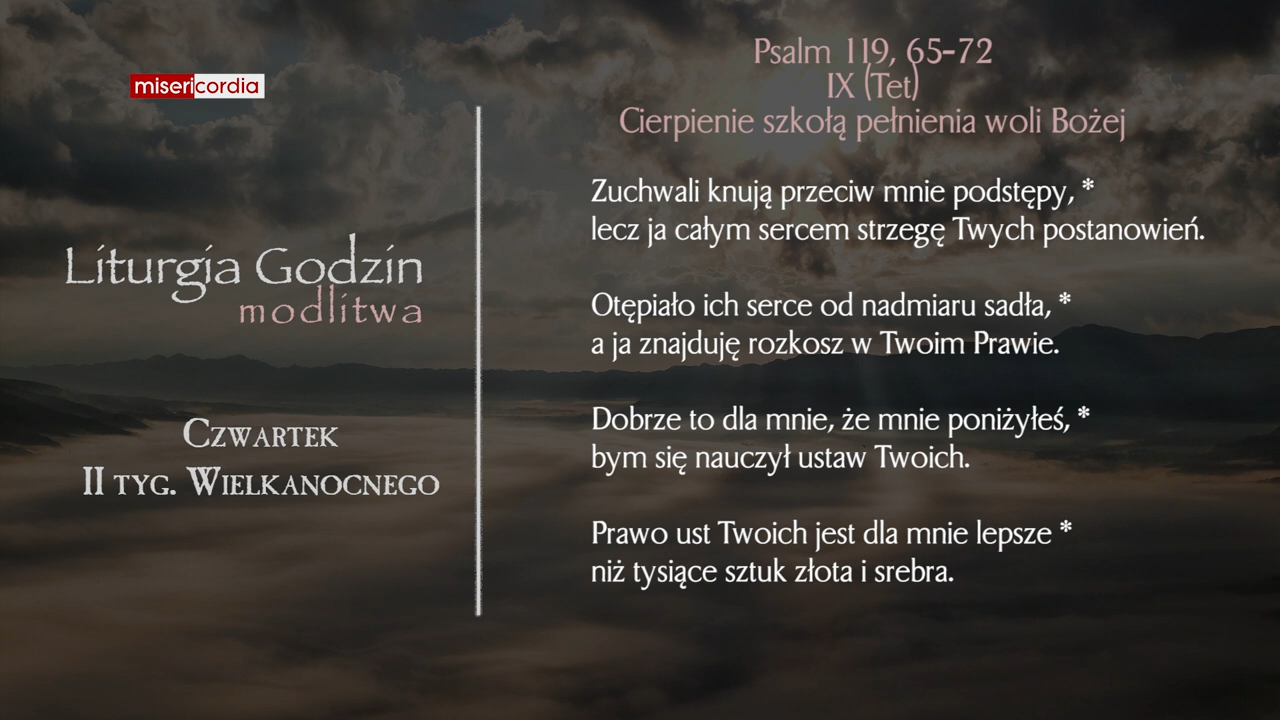 misericordia
Liturgia Godzin
modlitwa
Czwartek
II tyg. Wielkanocnego
Psalm 119, 65-72
IX (Tet)
Cierpienie szkołą pełnienia woli Bożej
Zuchwali knują przeciw mnie podstępy, *
lecz ja całym sercem strzegę Twych postanowień.
Otępiało ich serce od nadmiaru sadła, *
a ja znajduję rozkosz w Twoim Prawie.
Dobrze to dla mnie, że mnie poniżyłeś, *
bym się nauczył ustaw Twoich.
Prawo ust Twoich jest dla mnie lepsze *
niż tysiące sztuk złota i srebra.